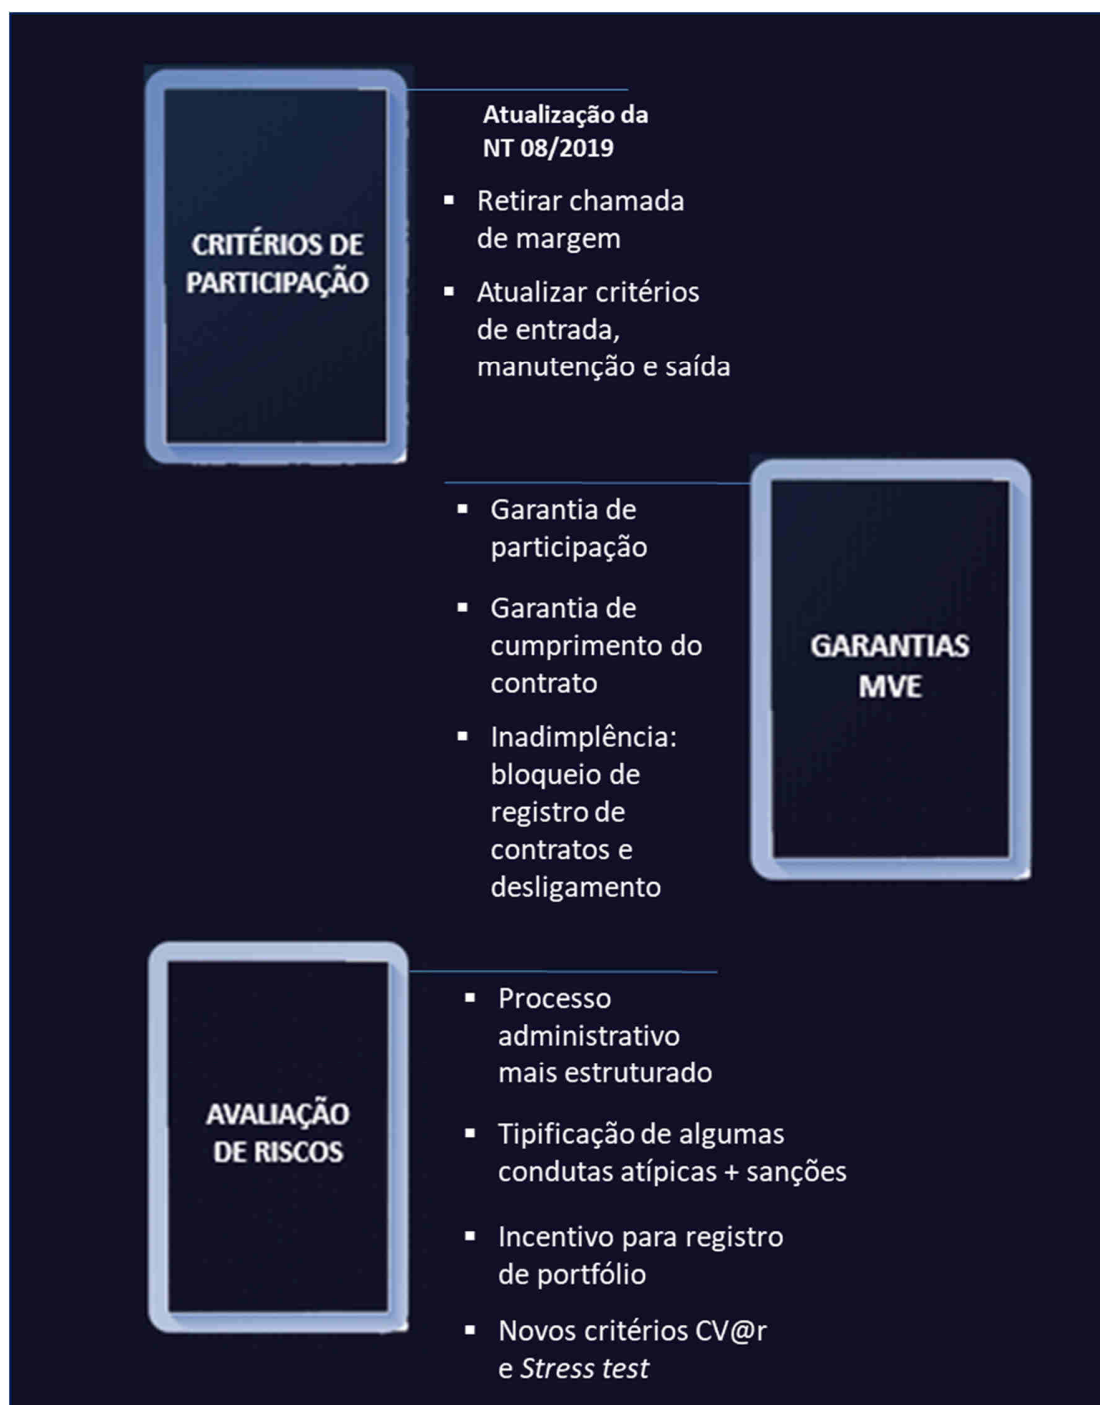 CRITÉRIOS DE
PARTICIPAÇÃO
Atualização da
NT 08/2019
▪ Retirar chamada
de margem
▪ Atualizar critérios
de entrada,
manutenção e saída
▪ Garantia de
participação
▪ Garantia de
cumprimento do
contrato
▪ Inadimplência:
bloqueio de
registro de
contratos e
desligamento
GARANTIAS
MVE
AVALIAÇÃO
DE RISCOS
▪ Processo
administrativo
mais estruturado
▪ Tipificação de algumas
condutas atípicas + sanções
▪ Incentivo para registro
de portfólio
▪ Novos critérios CV@r
e Stress test